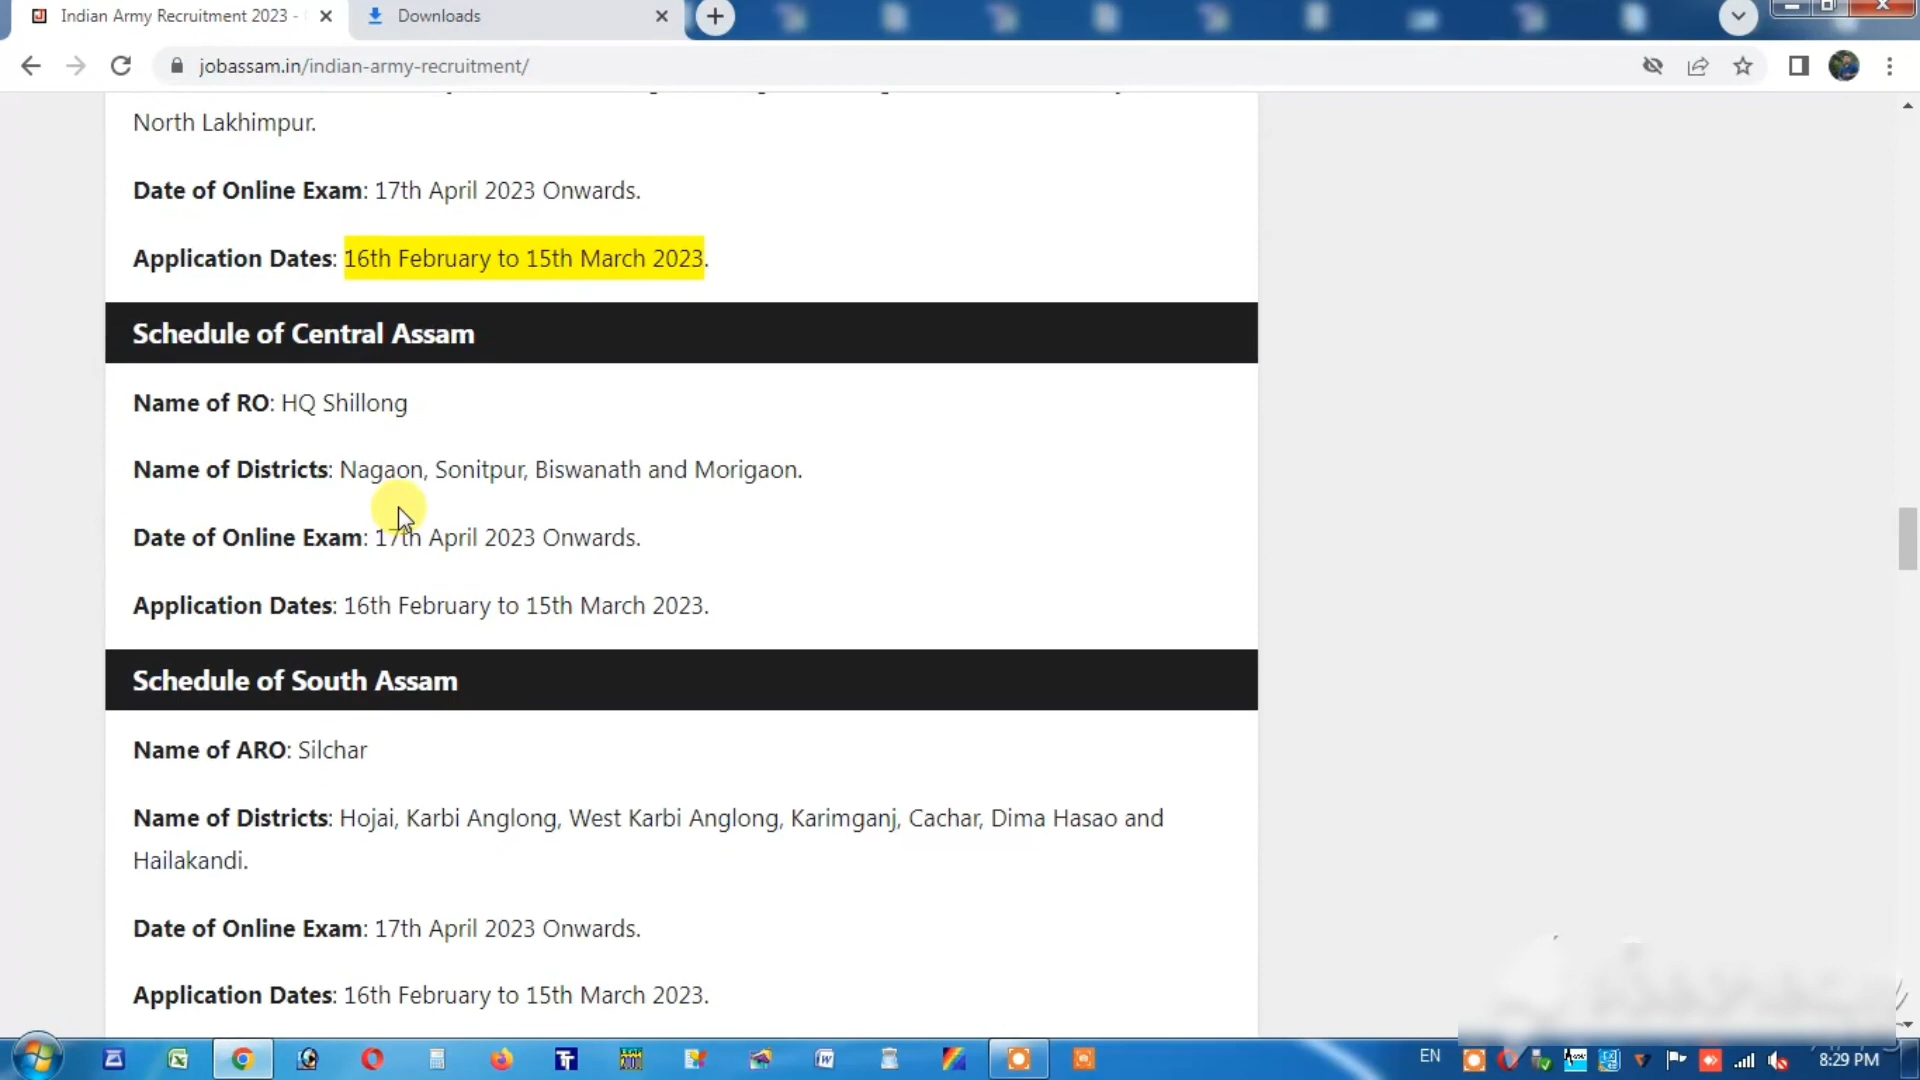 Indian Army Recruitment 2023 -
Downloads
jobassam.in/indian-army-recruitment/
North Lakhimpur.
Date of Online Exam: 17th April 2023 Onwards.
Application Dates: 16th February to 15th March 2023.
Schedule of Central Assam
Name of RO: HQ Shillong
Name of Districts: Nagaon, Sonitpur, Biswanath and Morigaon.
Date of Online Exam: 17th April 2023 Onwards.
Application Dates: 16th February to 15th March 2023.
Schedule of South Assam
Name of ARO: Silchar
Name of Districts: Hojai, Karbi Anglong, West Karbi Anglong, Karimganj, Cachar, Dima Hasao and
Hailakandi.
Date of Online Exam: 17th April 2023 Onwards.
Application Dates: 16th February to 15th March 2023.
EN
8:29 PM